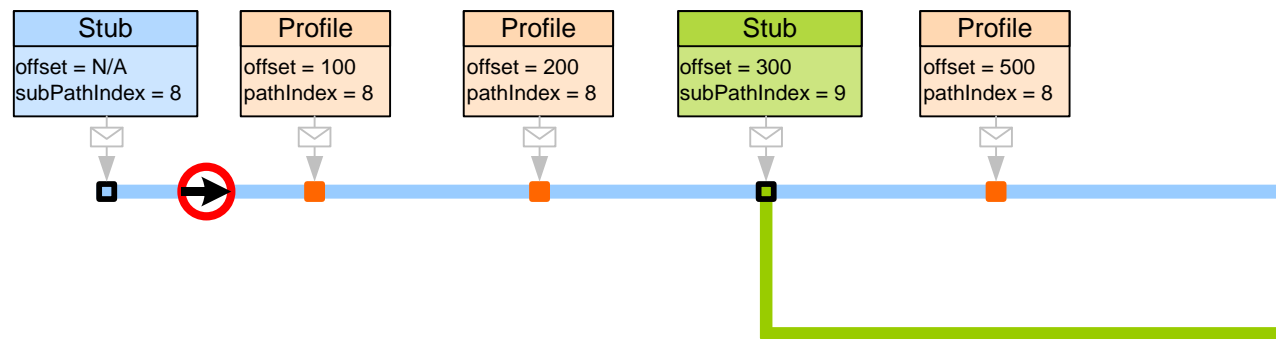 Stub
offset = N/A
subPathIndex = 8
Profile
offset = 100
pathIndex = 8
Profile
offset = 200
pathIndex = 8
Stub
offset = 300
subPathIndex = 9
Profile
offset = 500
pathIndex = 8